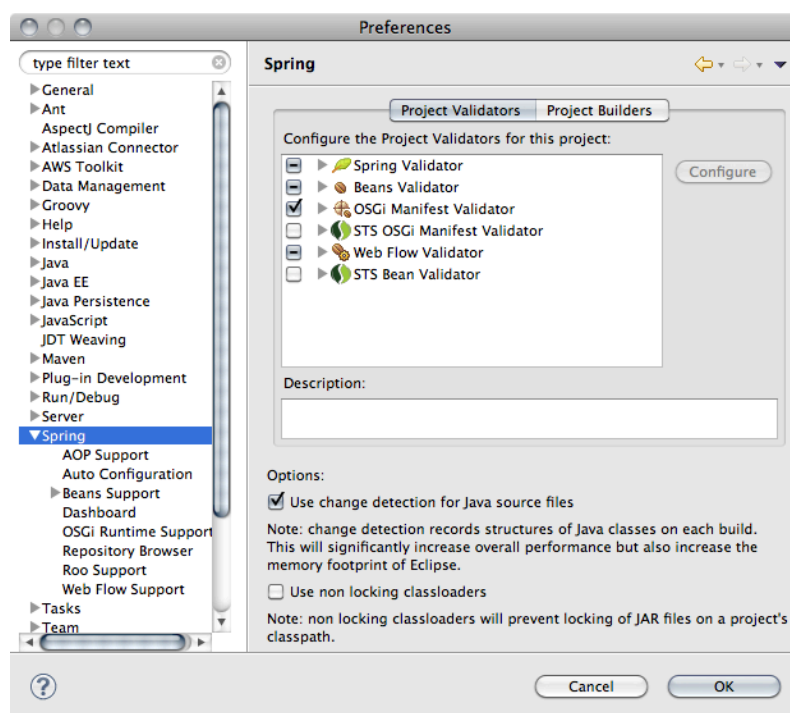 Preferences
type filter text
General
Ant
AspectJ Compiler
Atlassian Connector
AWS Toolkit
Data Management
Groovy
Help
Install/Update
Java
Java EE
Java Persistence
JavaScript
JDT Weaving
Maven
Plug-in Development
Run/Debug
Server
Spring
AOP Support
Auto Configuration
Beans Support
Dashboard
OSGi Runtime Support
Repository Browser
Roo Support
Web Flow Support
Tasks
Team
Spring
Project Validators Project Builders
Configure the Project Validators for this project:
Spring Validator
Beans Validator
OSGi Manifest Validator
STS OSGi Manifest Validator
Web Flow Validator
STS Bean Validator
Configure
Description:
Options:
Use change detection for Java source files
Note: change detection records structures of Java classes on each build.
This will significantly increase overall performance but also increase the
memory footprint of Eclipse.
Use non locking classloaders
Note: non locking classloaders will prevent locking of JAR files on a project's
classpath.
?
Cancel OK